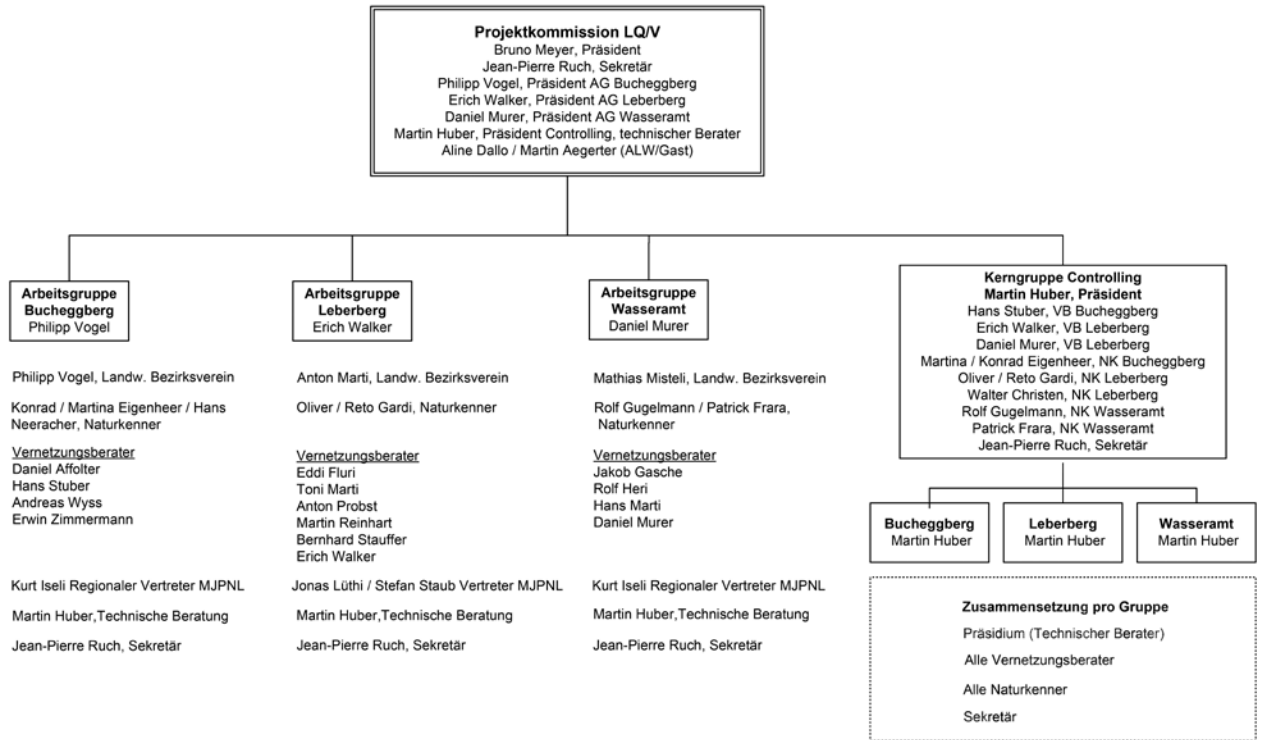 Projektkommission LQ/V
Bruno Meyer, Präsident
Jean-Pierre Ruch, Sekretär
Philipp Vogel, Präsident AG Bucheggberg
Erich Walker, Präsident AG Leberberg
Daniel Murer, Präsident AG Wasseramt
Martin Huber, Präsident Controlling, technischer Berater
Aline Dallo / Martin Aegerter (ALW/Gast)
Arbeitsgruppe
Bucheggberg
Philipp Vogel
Philipp Vogel, Landw. Bezirksverein
Konrad / Martina Eigenheer / Hans
Neeracher, Naturkenner
Vernetzungsberater
Daniel Affolter
Hans Stuber
Andreas Wyss
Erwin Zimmermann
Kurt Iseli Regionaler Vertreter MJPNL
Martin Huber,Technische Beratung
Jean-Pierre Ruch, Sekretär
Arbeitsgruppe
Leberberg
Erich Walker
Anton Marti, Landw. Bezirksverein
Oliver / Reto Gardi, Naturkenner
Vernetzungsberater
Eddi Fluri
Toni Marti
Anton Probst
Martin Reinhart
Bernhard Stauffer
Erich Walker
Jonas Lüthi / Stefan Staub Vertreter MJPNL
Martin Huber,Technische Beratung
Jean-Pierre Ruch, Sekretär
Arbeitsgruppe
Wasseramt
Daniel Murer
Mathias Misteli, Landw. Bezirksverein
Rolf Gugelmann / Patrick Frara,
Naturkenner
Vernetzungsberater
Jakob Gasche
Rolf Heri
Hans Marti
Daniel Murer
Kurt Iseli Regionaler Vertreter MJPNL
Martin Huber,Technische Beratung
Jean-Pierre Ruch, Sekretär
Kerngruppe Controlling
Martin Huber, Präsident
Hans Stuber, VB Bucheggberg
Erich Walker, VB Leberberg
Daniel Murer, VB Leberberg
Martina / Konrad Eigenheer, NK Bucheggberg
Oliver / Reto Gardi, NK Leberberg
Walter Christen, NK Leberberg
Rolf Gugelmann, NK Wasseramt
Patrick Frara, NK Wasseramt
Jean-Pierre Ruch, Sekretär
Bucheggberg
Martin Huber
Leberberg
Martin Huber
Wasseramt
Martin Huber
Zusammensetzung pro Gruppe
Präsidium (Technischer Berater)
Alle Vernetzungsberater
Alle Naturkenner
Sekretär